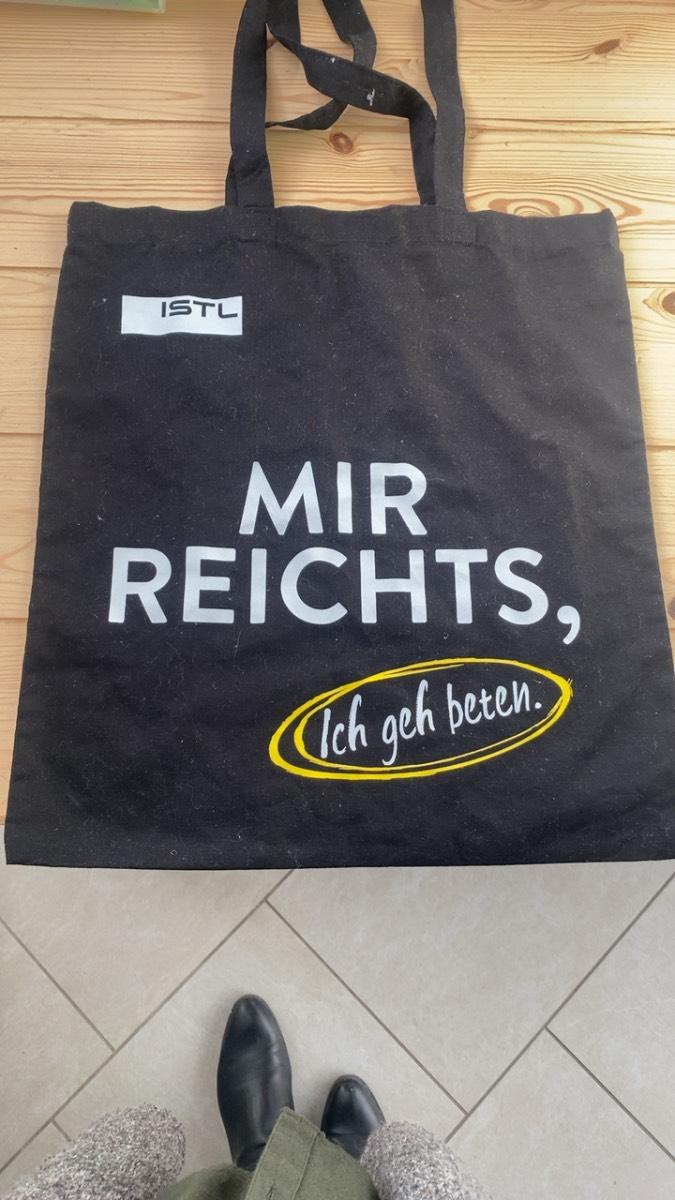 ISTL
MIR
REICHTS,
Ich geh beten.